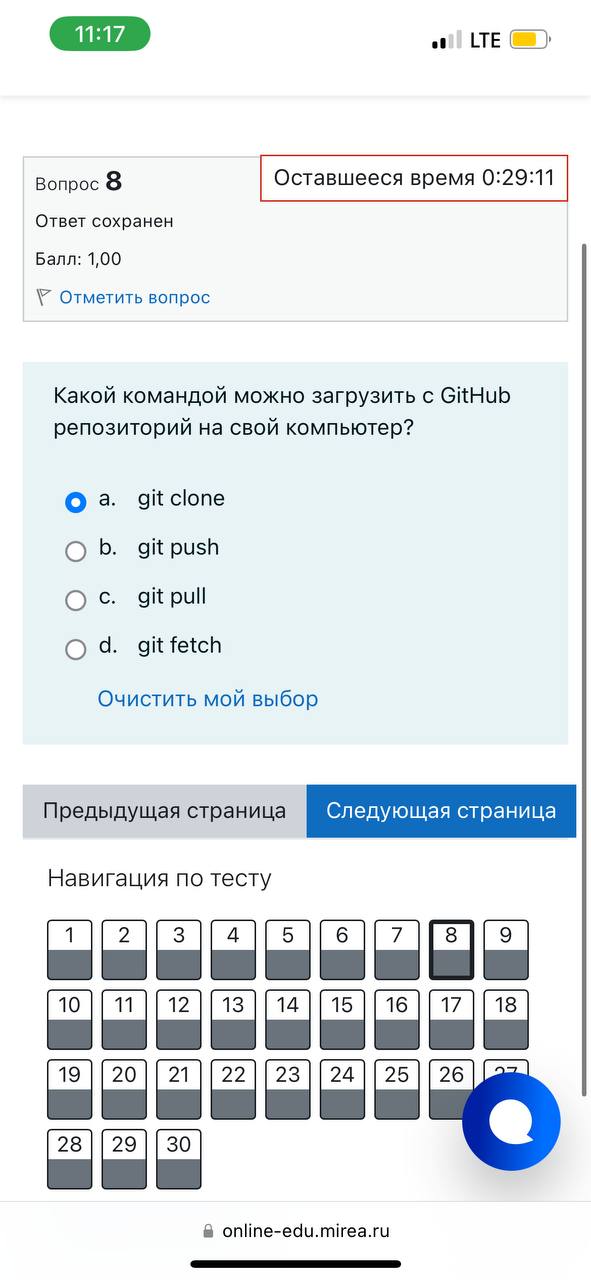 11:17
LTE
Вопрос 8
Оставшееся время 0:29:11
Ответ сохранен
Балл: 1,00
Отметить вопрос
Какой командой можно загрузить с GitHub
репозиторий на свой компьютер?
a. git clone
b. git push
c. git pull
d. git fetch
Очистить мой выбор
Предыдущая страница
Следующая страница
Навигация по тесту
1 2 3 4 5 6 7 8 9
10 11 12 13 14 15 16 17 18
19 20 21 22 23 24 25 26 27
28 29 30
online-edu.mirea.ru